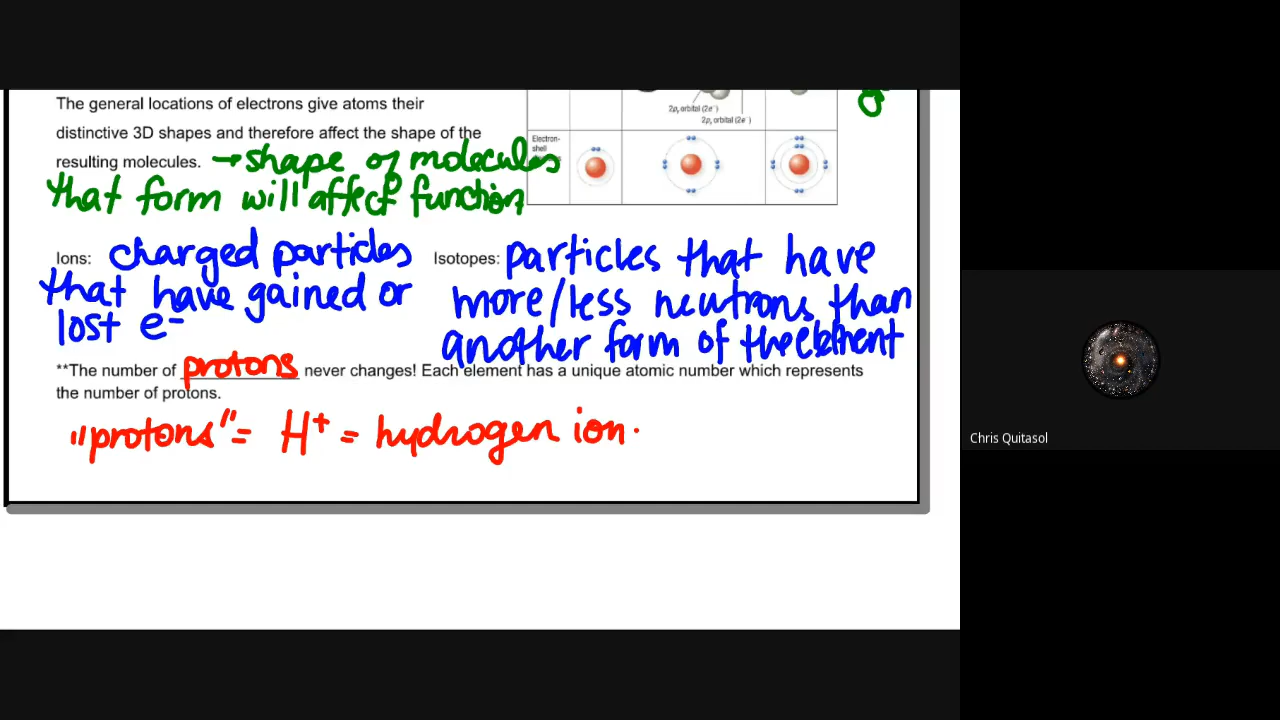 The general locations of electrons give atoms their
distinctive 3D shapes and therefore affect the shape of the
resulting molecules. → shape of molecules
that form will affect function
2p, orbital (2e⁻)
2p, orbital (2e⁻)
Electron-
shell
Ions: charged particles
that have gained or
lost e⁻
Isotopes: particles that have
more/less neutrons than
another form of the element
**The number of protons never changes! Each element has a unique atomic number which represents
the number of protons.
"protons" = H⁺ = hydrogen ion.
Chris Quitasol